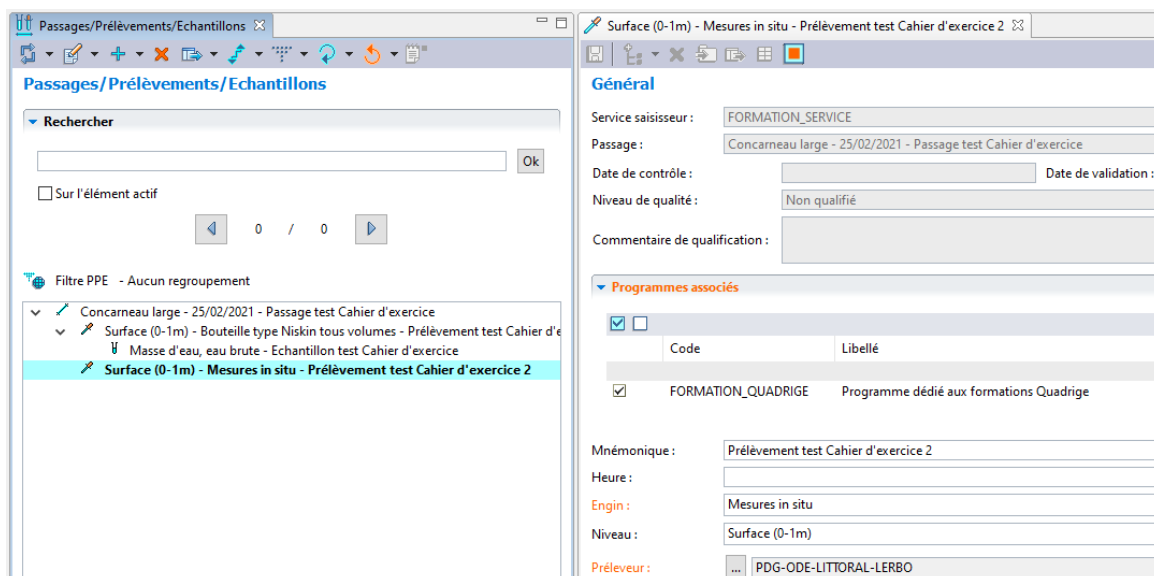 Passages/Prélèvements/Echantillons
Passages/Prélèvements/Echantillons
Rechercher
Ok
Sur l'élément actif
0 / 0
Filtre PPE - Aucun regroupement
Concarneau large - 25/02/2021 - Passage test Cahier d'exercice
Surface (0-1m) - Bouteille type Niskin tous volumes - Prélèvement test Cahier d'e
Masse d'eau, eau brute - Echantillon test Cahier d'exercice
Surface (0-1m) - Mesures in situ - Prélèvement test Cahier d'exercice 2
Surface (0-1m) - Mesures in situ - Prélèvement test Cahier d'exercice 2
Général
Service saisisseur : FORMATION_SERVICE
Passage : Concarneau large - 25/02/2021 - Passage test Cahier d'exercice
Date de contrôle : Date de validation :
Niveau de qualité : Non qualifié
Commentaire de qualification :
Programmes associés
Code Libellé
FORMATION_QUADRIGE Programme dédié aux formations Quadrige
Mnémonique : Prélèvement test Cahier d'exercice 2
Heure :
Engin : Mesures in situ
Niveau : Surface (0-1m)
Préleveur : ... PDG-ODE-LITTORAL-LERBO